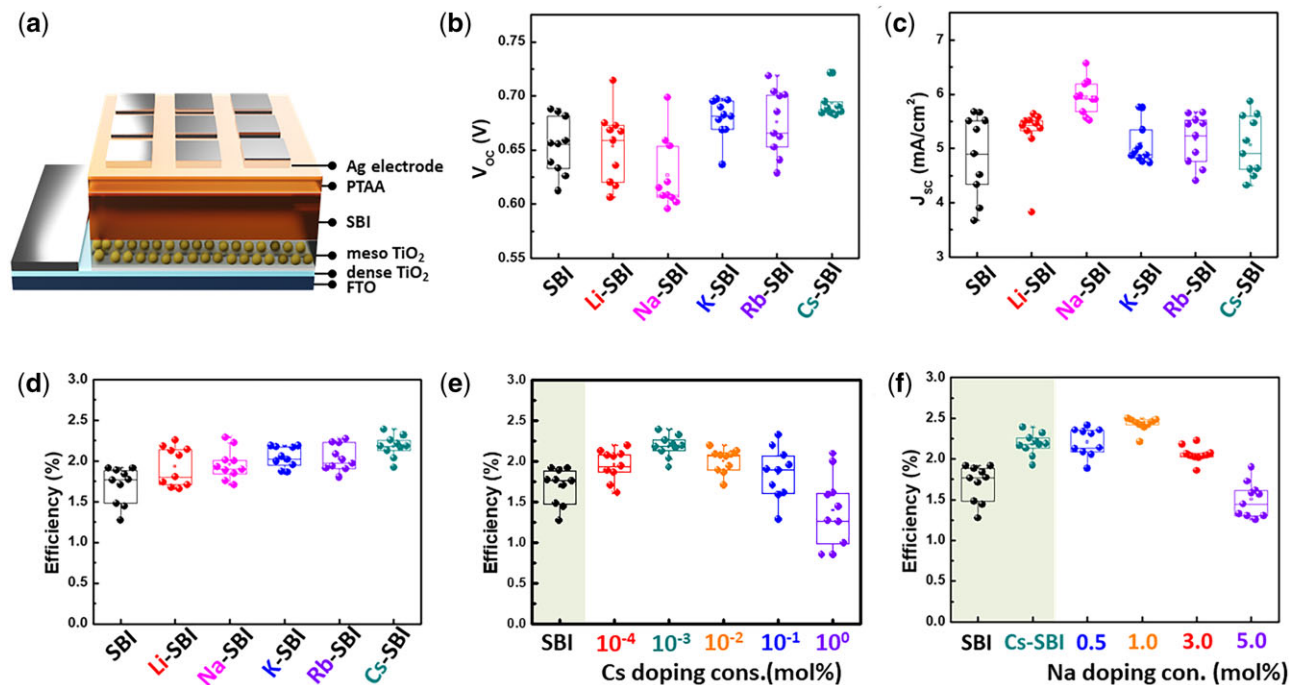 (a)
Ag electrode
PTAA
SBI
meso TiO2
dense TiO2
FTO
(b)
VOC (V)
0.75
0.70
0.65
0.60
0.55
SBI
Li-SBI
Na-SBI
K-SBI
Rb-SBI
Cs-SBI
(c)
JSC (mA/cm2)
7
6
5
4
3
SBI
Li-SBI
Na-SBI
K-SBI
Rb-SBI
Cs-SBI
(d)
Efficiency (%)
3.0
2.5
2.0
1.5
1.0
0.5
0.0
SBI
Li-SBI
Na-SBI
K-SBI
Rb-SBI
Cs-SBI
(e)
Efficiency (%)
3.0
2.5
2.0
1.5
1.0
0.5
0.0
SBI 10-4 10-3 10-2 10-1 100
Cs doping cons.(mol%)
(f)
Efficiency (%)
3.0
2.5
2.0
1.5
1.0
0.5
0.0
SBI Cs-SBI 0.5 1.0 3.0 5.0
Na doping con.(mol%)